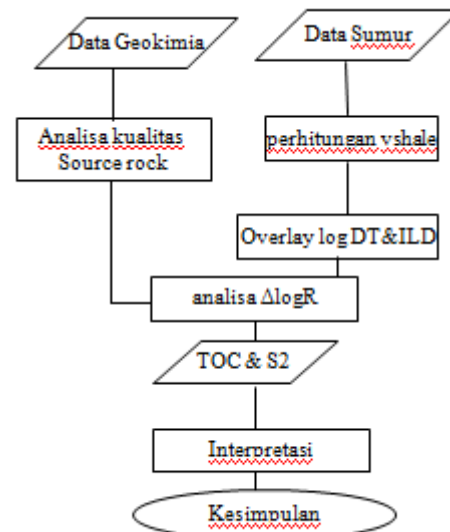 Data Geokimia
Data Sumur
Analisa kualitas
Source rock
perhitungan vshale
Overlay log DT&ILD
analisa ΔlogR
TOC & S2
Interpretasi
Kesimpulan